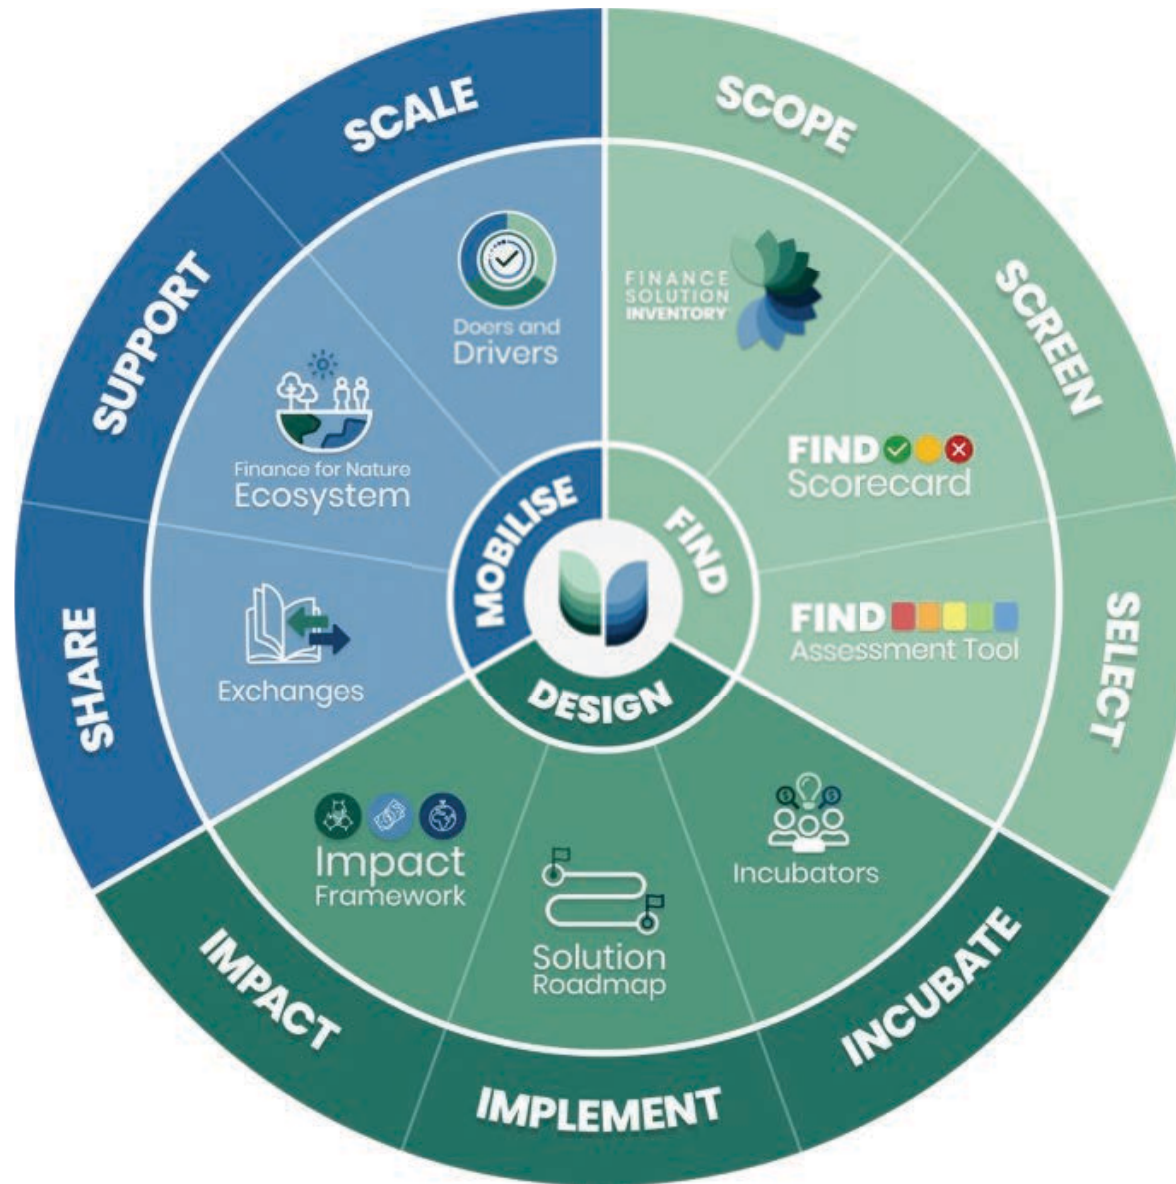 SCOPE
SCREEN
SELECT
INCUBATE
IMPLEMENT
IMPACT
SHARE
SUPPORT
SCALE
FIND
DESIGN
MOBILISE
FINANCE
SOLUTION
INVENTORY
FIND
Scorecard
FIND
Assessment Tool
Incubators
Solution
Roadmap
Impact
Framework
Exchanges
Finance for Nature
Ecosystem
Doers and
Drivers